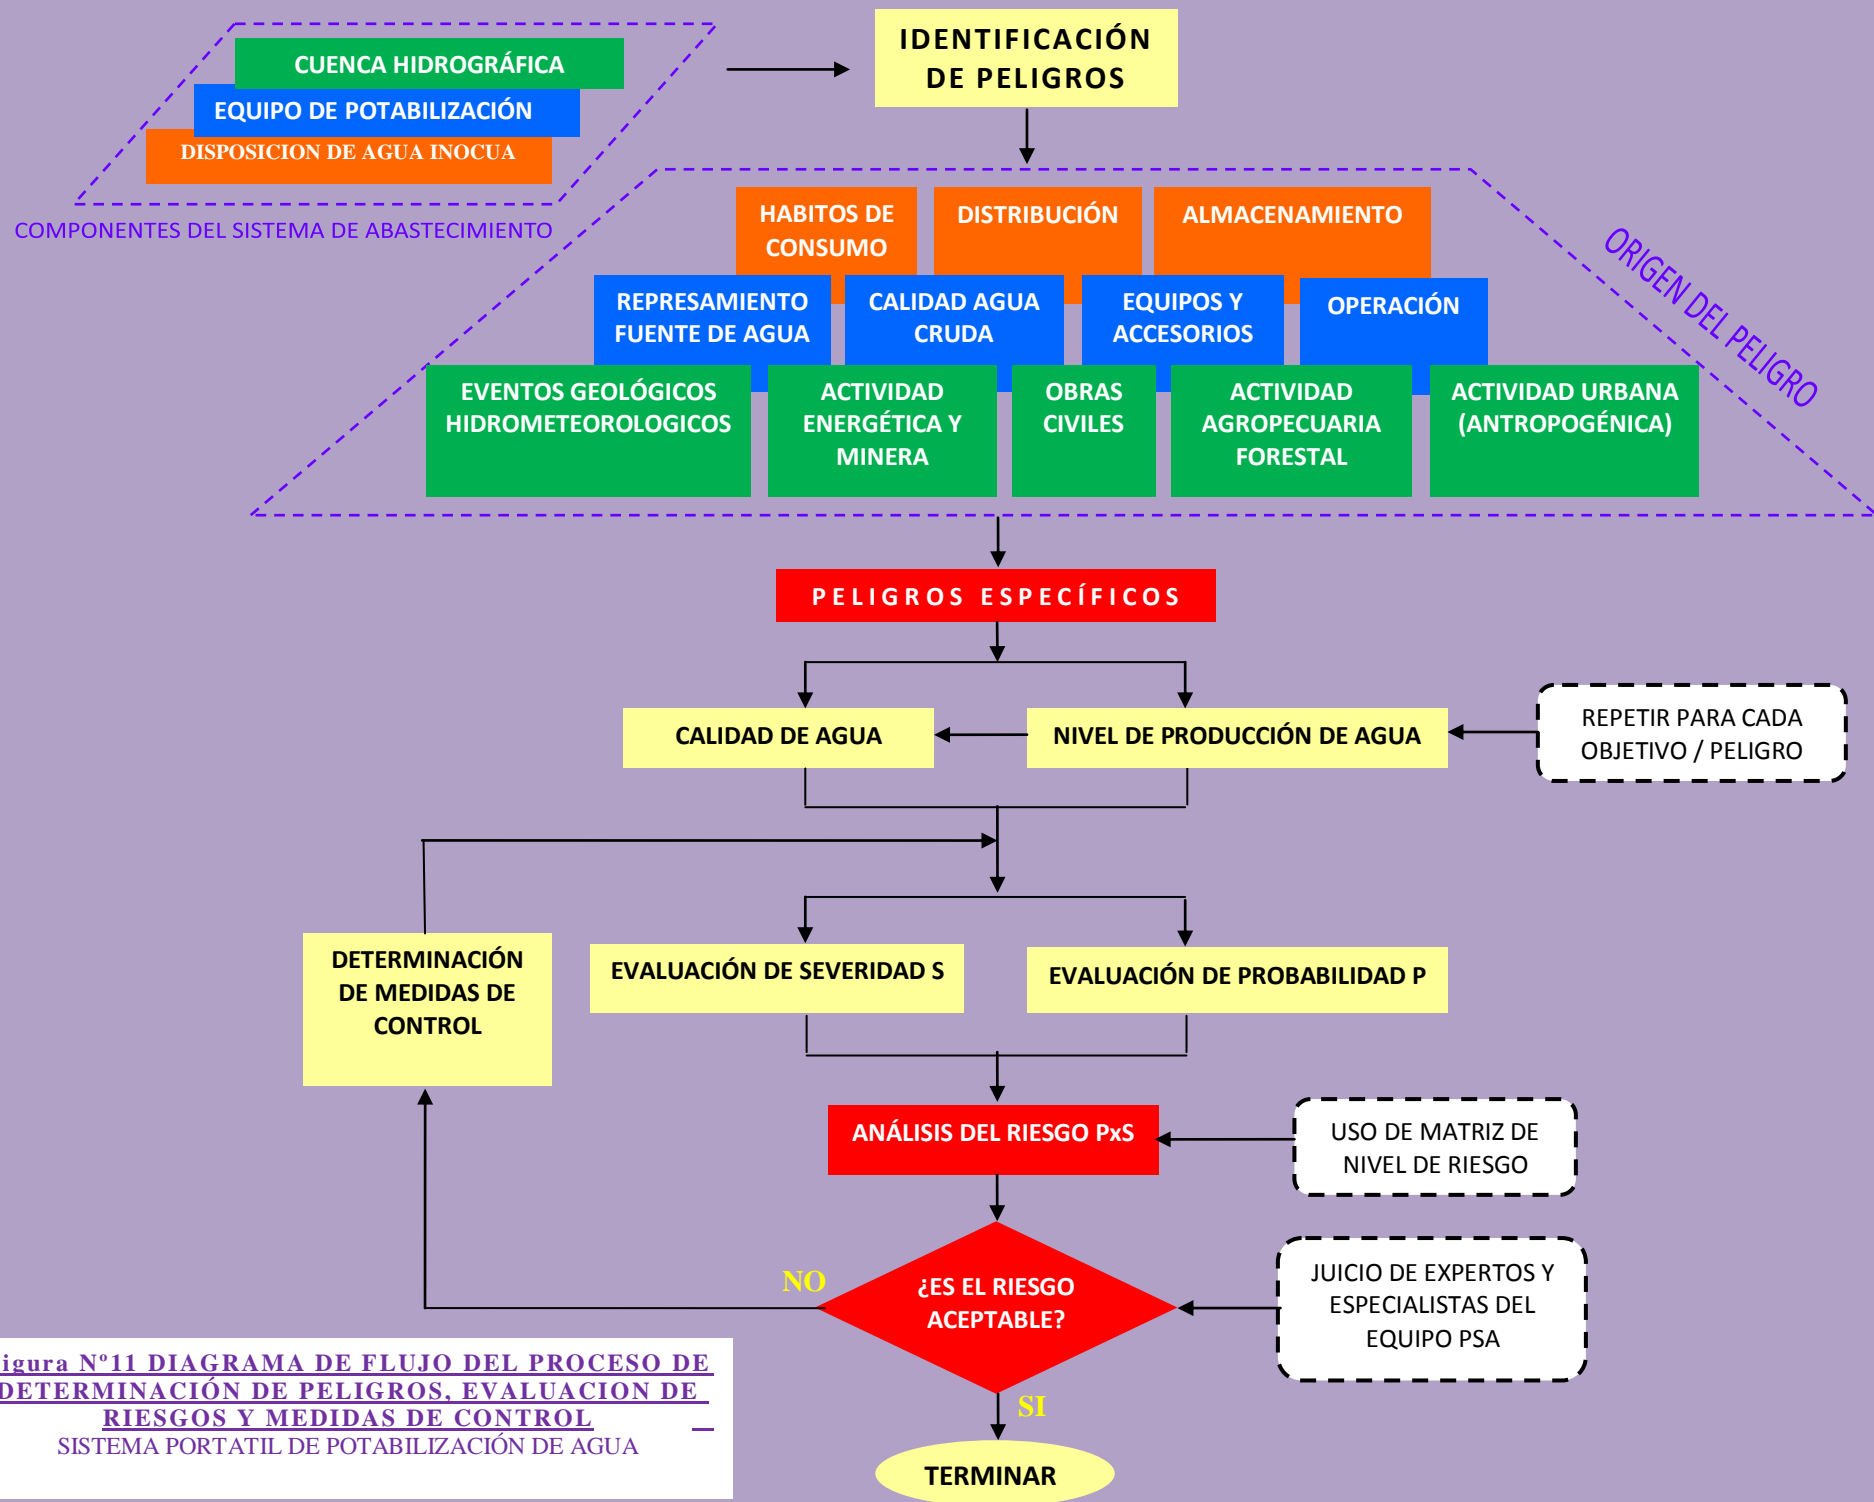 CUENCA HIDROGRÁFICA
EQUIPO DE POTABILIZACIÓN
DISPOSICION DE AGUA INOCUA
COMPONENTES DEL SISTEMA DE ABASTECIMIENTO
IDENTIFICACIÓN
DE PELIGROS
HABITOS DE
CONSUMO
DISTRIBUCIÓN
ALMACENAMIENTO
ORIGEN DEL PELIGRO
REPRESAMIENTO
FUENTE DE AGUA
CALIDAD AGUA
CRUDA
EQUIPOS Y
ACCESORIOS
OPERACIÓN
EVENTOS GEOLÓGICOS
HIDROMETEOROLOGICOS
ACTIVIDAD
ENERGÉTICA Y
MINERA
OBRAS
CIVILES
ACTIVIDAD
AGROPECUARIA
FORESTAL
ACTIVIDAD URBANA
(ANTROPOGÉNICA)
PELIGROS ESPECÍFICOS
CALIDAD DE AGUA
NIVEL DE PRODUCCIÓN DE AGUA
REPETIR PARA CADA
OBJETIVO / PELIGRO
DETERMINACIÓN
DE MEDIDAS DE
CONTROL
EVALUACIÓN DE SEVERIDAD S
EVALUACIÓN DE PROBABILIDAD P
ANÁLISIS DEL RIESGO PxS
USO DE MATRIZ DE
NIVEL DE RIESGO
NO
¿ES EL RIESGO
ACEPTABLE?
JUICIO DE EXPERTOS Y
ESPECIALISTAS DEL
EQUIPO PSA
SI
TERMINAR
igura Nº11 DIAGRAMA DE FLUJO DEL PROCESO DE
DETERMINACIÓN DE PELIGROS, EVALUACION DE
RIESGOS Y MEDIDAS DE CONTROL
SISTEMA PORTATIL DE POTABILIZACIÓN DE AGUA